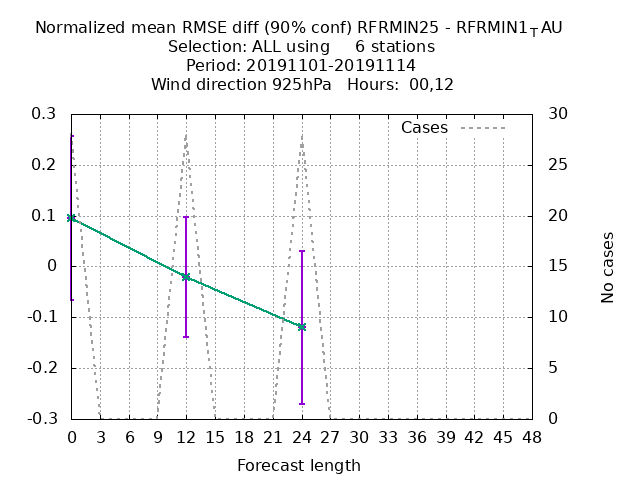 Normalized mean RMSE diff (90% conf) RFRMIN25 - RFRMIN1_TAU
Selection: ALL using     6 stations
Period: 20191101-20191114
Wind direction 925hPa   Hours:  00,12
Cases
0.3
0.2
0.1
0
-0.1
-0.2
-0.3
30
25
20
15
10
5
0
No cases
0 3 6 9 12 15 18 21 24 27 30 33 36 39 42 45 48
Forecast length